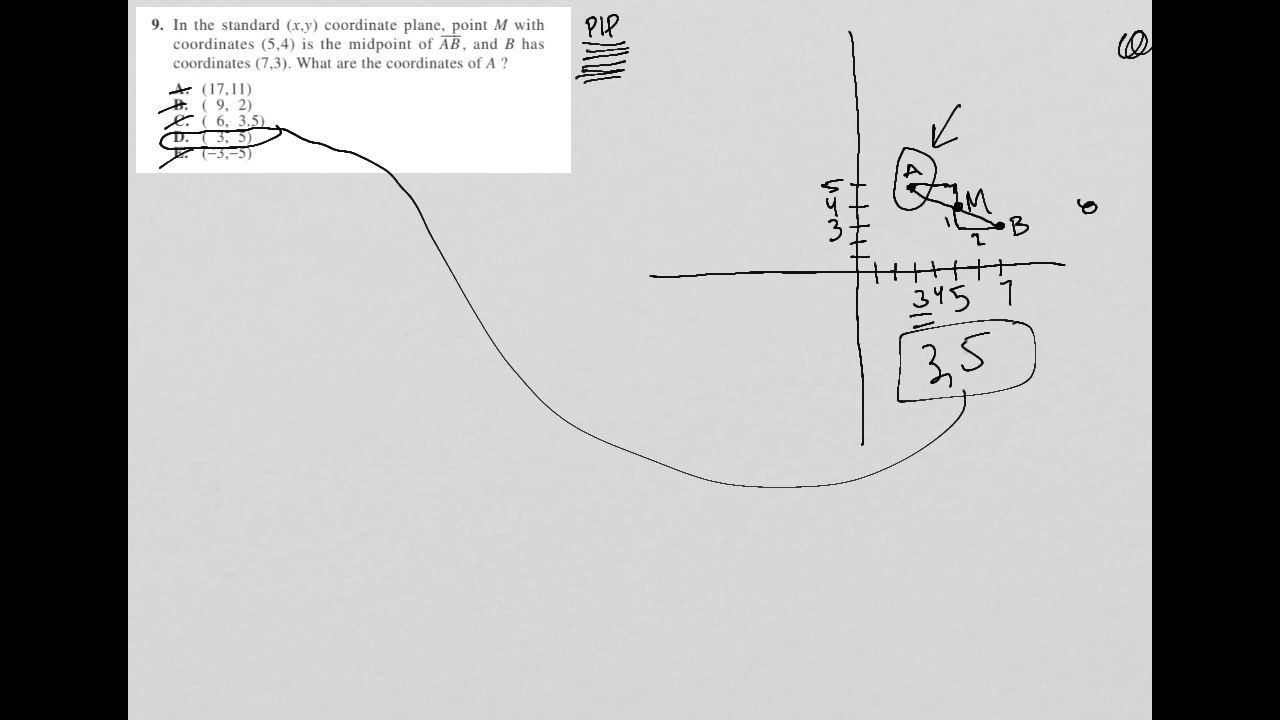 9. In the standard (x,y) coordinate plane, point M with
coordinates (5,4) is the midpoint of AB, and B has
coordinates (7,3). What are the coordinates of A ?
A. (17,11)
B. ( 9, 2)
C. ( 6, 3.5)
D. ( 3, 5)
E. (−3,−5)
PIP
A
5
4
3
M
1
2
B
3 4 5 7
3,5